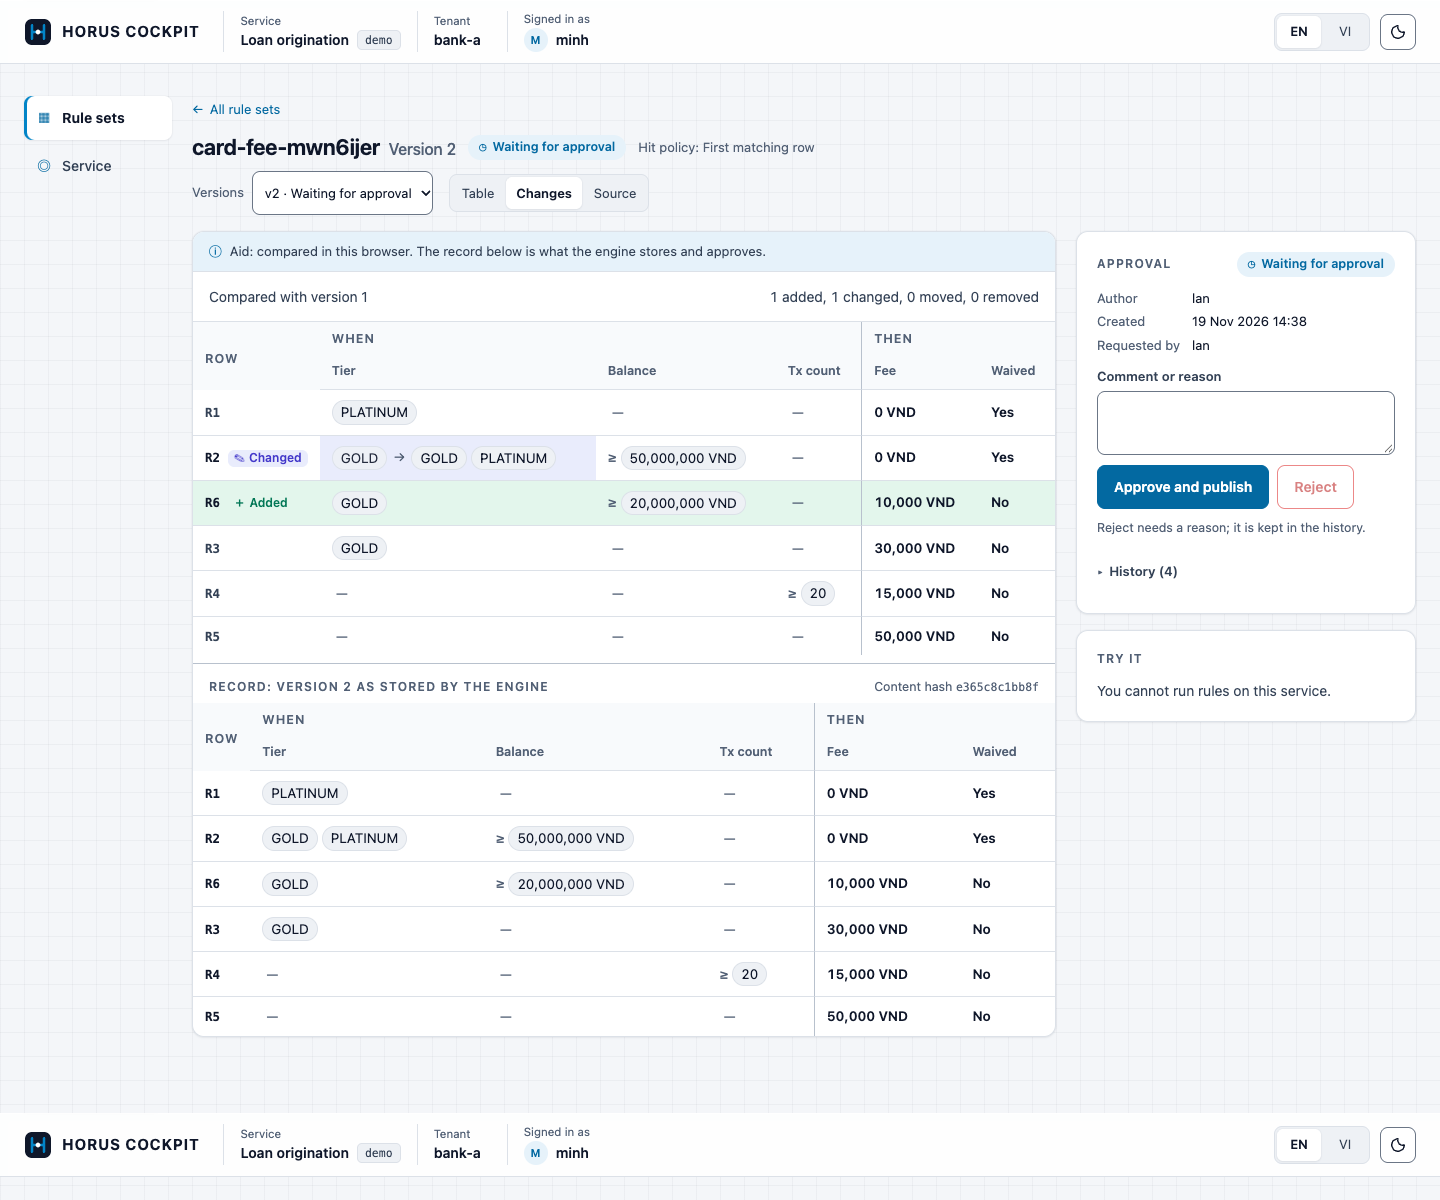 HORUS COCKPIT
Service
Loan origination demo
Tenant
bank-a
Signed in as
M minh
EN VI
Rule sets
Service
← All rule sets
card-fee-mwn6ijer Version 2 Waiting for approval Hit policy: First matching row
Versions v2 · Waiting for approval Table Changes Source
Aid: compared in this browser. The record below is what the engine stores and approves.
Compared with version 1 1 added, 1 changed, 0 moved, 0 removed
ROW WHEN THEN
Tier Balance Tx count Fee Waived
R1 PLATINUM — — 0 VND Yes
R2 ✎ Changed GOLD → GOLD PLATINUM ≥ 50,000,000 VND — 0 VND Yes
R6 + Added GOLD ≥ 20,000,000 VND — 10,000 VND No
R3 GOLD — — 30,000 VND No
R4 — — ≥ 20 15,000 VND No
R5 — — — 50,000 VND No
RECORD: VERSION 2 AS STORED BY THE ENGINE Content hash e365c8c1bb8f
ROW WHEN THEN
Tier Balance Tx count Fee Waived
R1 PLATINUM — — 0 VND Yes
R2 GOLD PLATINUM ≥ 50,000,000 VND — 0 VND Yes
R6 GOLD ≥ 20,000,000 VND — 10,000 VND No
R3 GOLD — — 30,000 VND No
R4 — — ≥ 20 15,000 VND No
R5 — — — 50,000 VND No
APPROVAL Waiting for approval
Author lan
Created 19 Nov 2026 14:38
Requested by lan
Comment or reason
Approve and publish Reject
Reject needs a reason; it is kept in the history.
▸ History (4)
TRY IT
You cannot run rules on this service.
HORUS COCKPIT
Service
Loan origination demo
Tenant
bank-a
Signed in as
M minh
EN VI